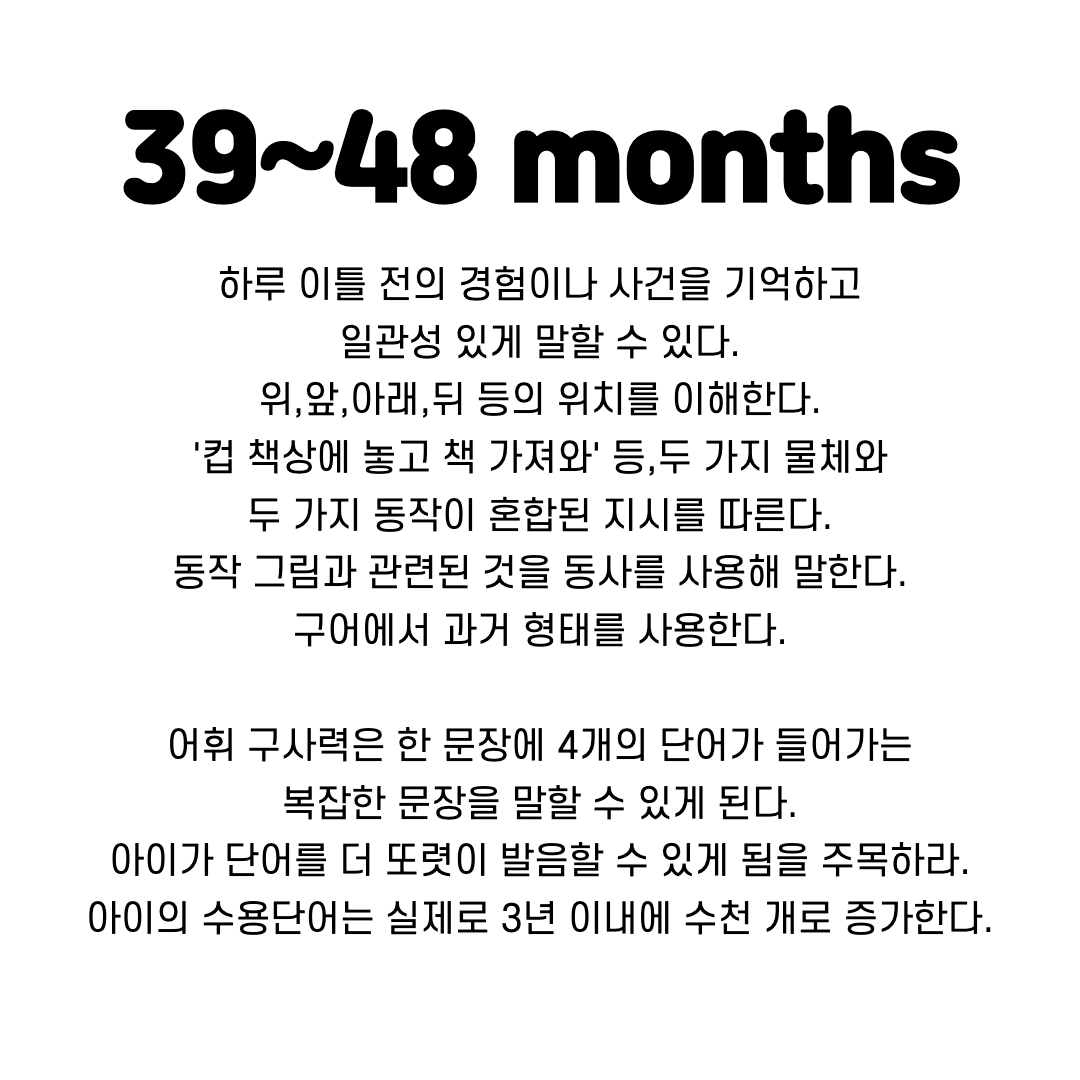 39~48 months
하루 이틀 전의 경험이나 사건을 기억하고
일관성 있게 말할 수 있다.
위,앞,아래,뒤 등의 위치를 이해한다.
'컵 책상에 놓고 책 가져와' 등,두 가지 물체와
두 가지 동작이 혼합된 지시를 따른다.
동작 그림과 관련된 것을 동사를 사용해 말한다.
구어에서 과거 형태를 사용한다.
어휘 구사력은 한 문장에 4개의 단어가 들어가는
복잡한 문장을 말할 수 있게 된다.
아이가 단어를 더 또렷이 발음할 수 있게 됨을 주목하라.
아이의 수용단어는 실제로 3년 이내에 수천 개로 증가한다.